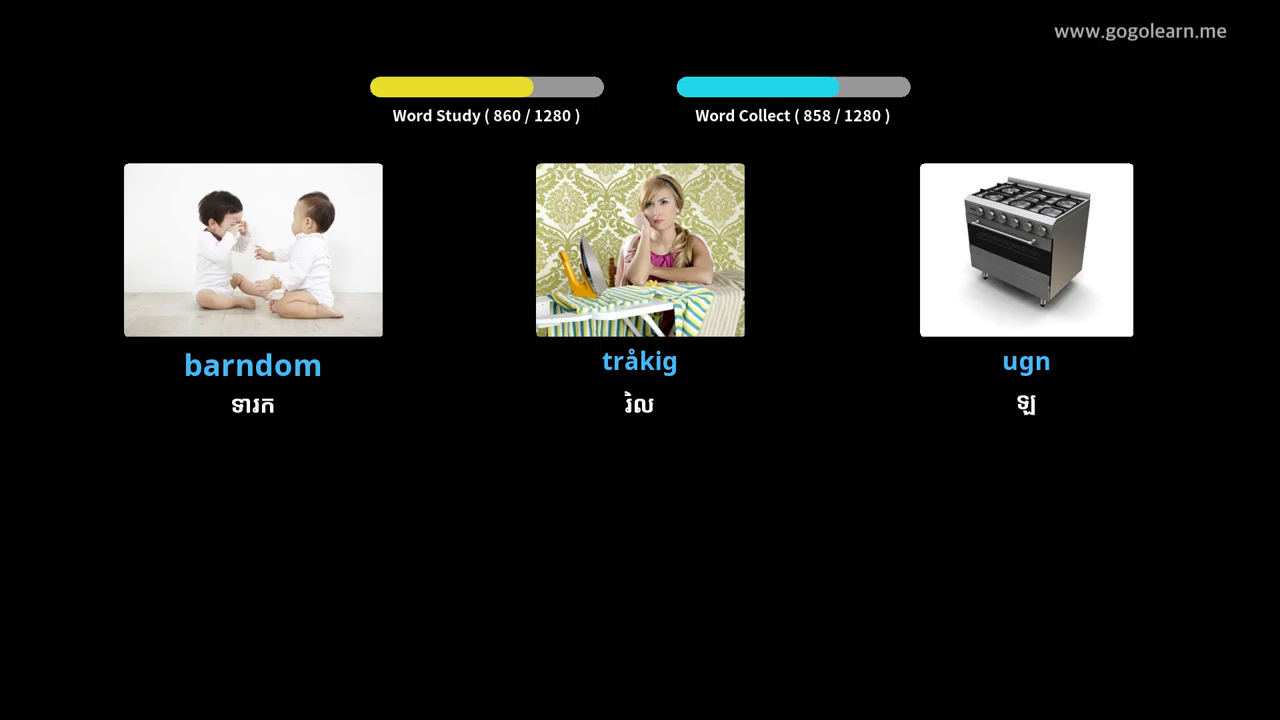 www.gogolearn.me
Word Study ( 860 / 1280 )
Word Collect ( 858 / 1280 )
barndom
tråkig
ugn
ទារក
រិល
ឡ